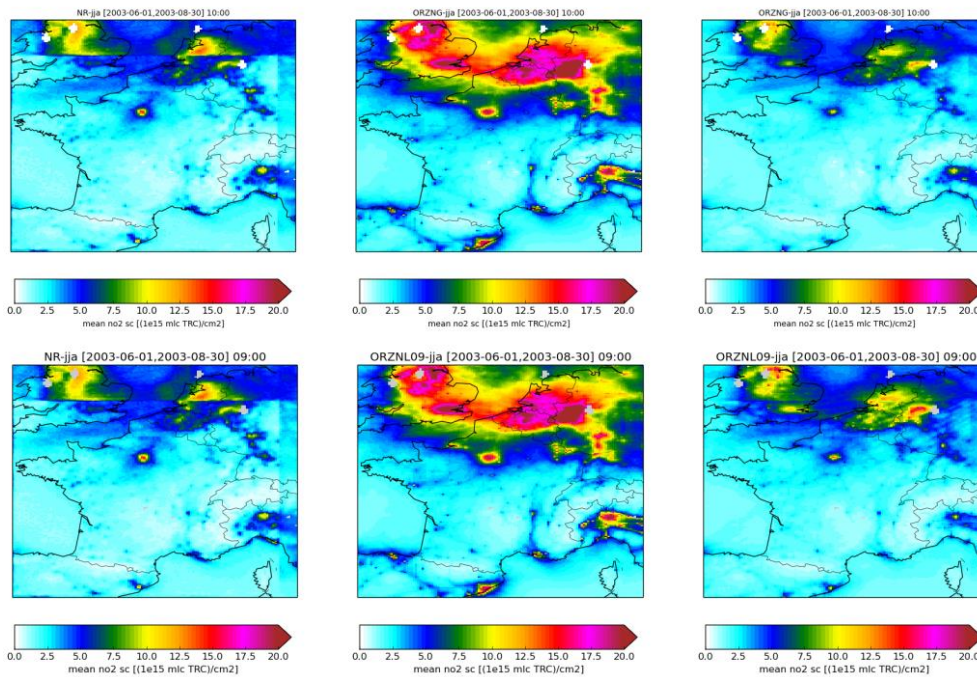 NR-jja [2003-06-01,2003-08-30] 10:00
ORZNG-jja [2003-06-01,2003-08-30] 10:00
ORZNG-jja [2003-06-01,2003-08-30] 10:00
0.0 2.5 5.0 7.5 10.0 12.5 15.0 17.5 20.0
mean no2 sc [(1e15 mlc TRC)/cm2]
0.0 2.5 5.0 7.5 10.0 12.5 15.0 17.5 20.0
mean no2 sc [(1e15 mlc TRC)/cm2]
0.0 2.5 5.0 7.5 10.0 12.5 15.0 17.5 20.0
mean no2 sc [(1e15 mlc TRC)/cm2]
NR-jja [2003-06-01,2003-08-30] 09:00
ORZNL09-jja [2003-06-01,2003-08-30] 09:00
ORZNL09-jja [2003-06-01,2003-08-30] 09:00
0.0 2.5 5.0 7.5 10.0 12.5 15.0 17.5 20.0
mean no2 sc [(1e15 mlc TRC)/cm2]
0.0 2.5 5.0 7.5 10.0 12.5 15.0 17.5 20.0
mean no2 sc [(1e15 mlc TRC)/cm2]
0.0 2.5 5.0 7.5 10.0 12.5 15.0 17.5 20.0
mean no2 sc [(1e15 mlc TRC)/cm2]